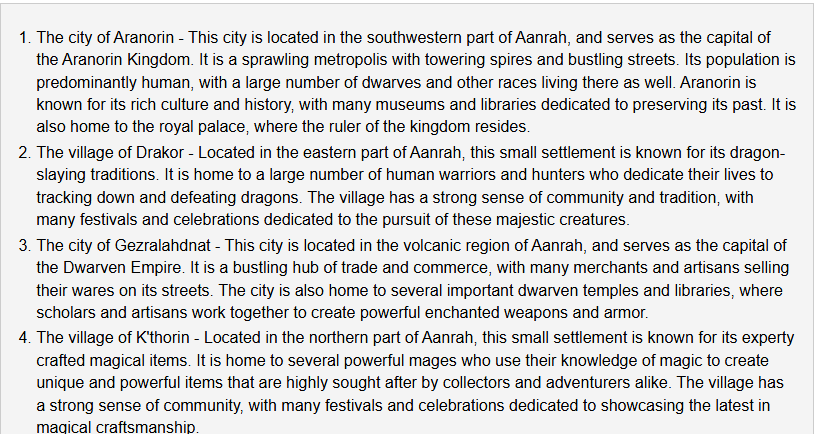 1. The city of Aranorin - This city is located in the southwestern part of Aanrah, and serves as the capital of
the Aranorin Kingdom. It is a sprawling metropolis with towering spires and bustling streets. Its population is
predominantly human, with a large number of dwarves and other races living there as well. Aranorin is
known for its rich culture and history, with many museums and libraries dedicated to preserving its past. It is
also home to the royal palace, where the ruler of the kingdom resides.
2. The village of Drakor - Located in the eastern part of Aanrah, this small settlement is known for its dragon-
slaying traditions. It is home to a large number of human warriors and hunters who dedicate their lives to
tracking down and defeating dragons. The village has a strong sense of community and tradition, with
many festivals and celebrations dedicated to the pursuit of these majestic creatures.
3. The city of Gezralahdnat - This city is located in the volcanic region of Aanrah, and serves as the capital of
the Dwarven Empire. It is a bustling hub of trade and commerce, with many merchants and artisans selling
their wares on its streets. The city is also home to several important dwarven temples and libraries, where
scholars and artisans work together to create powerful enchanted weapons and armor.
4. The village of K'thorin - Located in the northern part of Aanrah, this small settlement is known for its experty
crafted magical items. It is home to several powerful mages who use their knowledge of magic to create
unique and powerful items that are highly sought after by collectors and adventurers alike. The village has
a strong sense of community, with many festivals and celebrations dedicated to showcasing the latest in
magical craftsmanship.